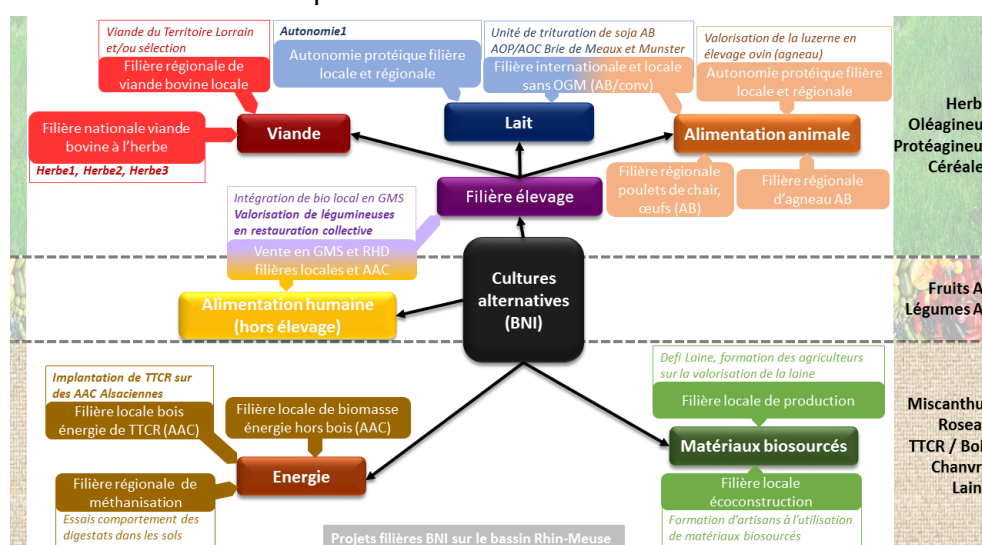 Viande du Territoire Lorrain
et/ou sélection
Filière régionale de
viande bovine locale
Autonomie1
Autonomie protéique filière
locale et régionale
Unité de trituration de soja AB
AOP/AOC Brie de Meaux et Munster
Filière internationale et locale
sans OGM (AB/conv)
Valorisation de la luzerne en
élevage ovin (agneau)
Autonomie protéique filière
locale et régionale
Filière nationale viande
bovine à l'herbe
Herbe1, Herbe2, Herbe3
Viande
Lait
Alimentation animale
Herb
Oléagineu
Protéagineu
Céréale
Filière élevage
Filière régionale
poulets de chair,
œufs (AB)
Filière régionale
d'agneau AB
Intégration de bio local en GMS
Valorisation de légumineuses
en restauration collective
Vente en GMS et RHD
filières locales et AAC
Alimentation humaine
(hors élevage)
Cultures
alternatives
(BNI)
Fruits A
Légumes A
Implantation de TTCR sur
des AAC Alsaciennes
Filière locale bois
énergie de TTCR (AAC)
Filière locale de biomasse
énergie hors bois (AAC)
Energie
Filière régionale de
méthanisation
Essais comportement des
digestats dans les sols
Defi Laine, formation des agriculteurs
sur la valorisation de la laine
Filière locale de production
Matériaux biosourcés
Filière locale
écoconstruction
Formation d'artisans à l'utilisation
de matériaux biosourcés
Miscanthu
Rosea
TTCR / Boi
Chanvr
Lain
Projets filières BNI sur le bassin Rhin-Meuse